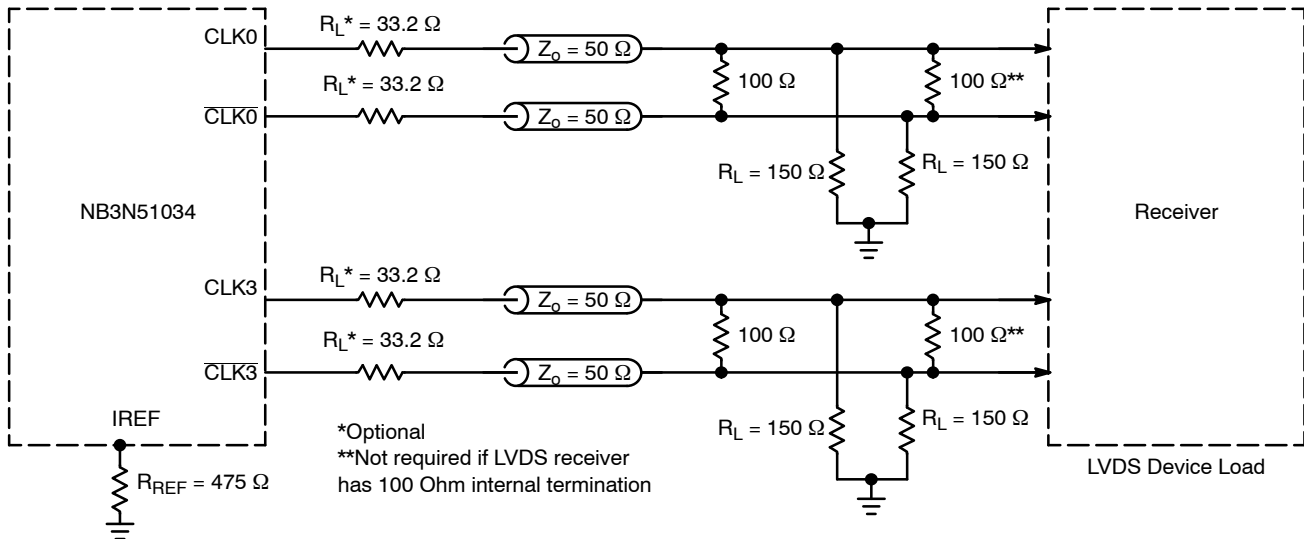 CLK0
R_L* = 33.2 Ω
Z_o = 50 Ω
R_L* = 33.2 Ω
100 Ω
100 Ω**
CLK0
Z_o = 50 Ω
R_L = 150 Ω
R_L = 150 Ω
NB3N51034
Receiver
CLK3
R_L* = 33.2 Ω
Z_o = 50 Ω
R_L* = 33.2 Ω
100 Ω
100 Ω**
CLK3
Z_o = 50 Ω
IREF
R_L = 150 Ω
R_L = 150 Ω
*Optional
**Not required if LVDS receiver
has 100 Ohm internal termination
LVDS Device Load
R_REF = 475 Ω